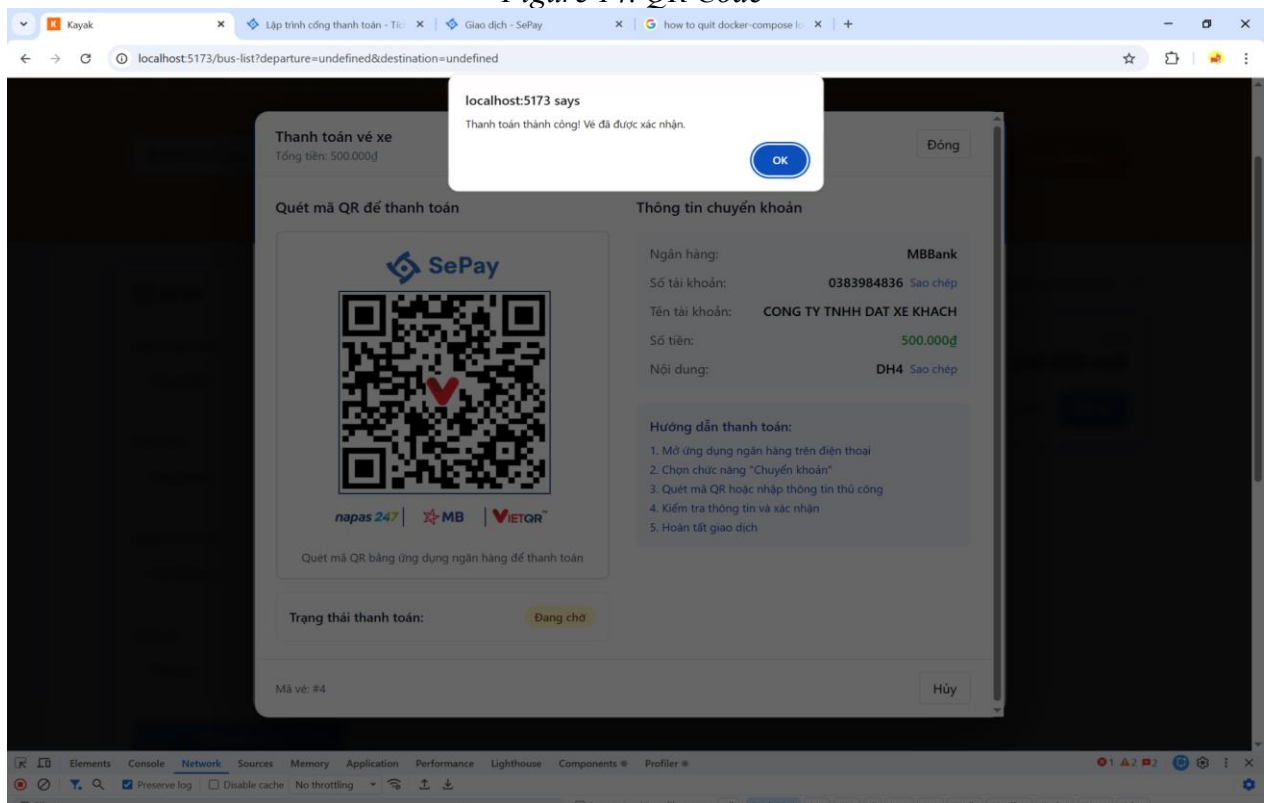 Figure 14: QR Code
Kayak
Lập trình cổng thanh toán - Tíc
Giao dịch - SePay
how to quit docker-compose lo
localhost:5173/bus-list?departure=undefined&destination=undefined
localhost:5173 says
Thanh toán thành công! Vé đã được xác nhận.
OK
Thanh toán vé xe
Tổng tiền: 500.000₫
Đóng
Quét mã QR để thanh toán
SePay
napas 247 | MB | VIETQR™
Quét mã QR bằng ứng dụng ngân hàng để thanh toán
Trạng thái thanh toán: Đang chờ
Thông tin chuyển khoản
Ngân hàng: MBBank
Số tài khoản: 0383984836 Sao chép
Tên tài khoản: CONG TY TNHH DAT XE KHACH
Số tiền: 500.000₫
Nội dung: DH4 Sao chép
Hướng dẫn thanh toán:
1. Mở ứng dụng ngân hàng trên điện thoại
2. Chọn chức năng "Chuyển khoản"
3. Quét mã QR hoặc nhập thông tin thủ công
4. Kiểm tra thông tin và xác nhận
5. Hoàn tất giao dịch
Mã vé: #4
Hủy
Elements Console Network Sources Memory Application Performance Lighthouse Components Profiler 1 2 2
Preserve log Disable cache No throttling